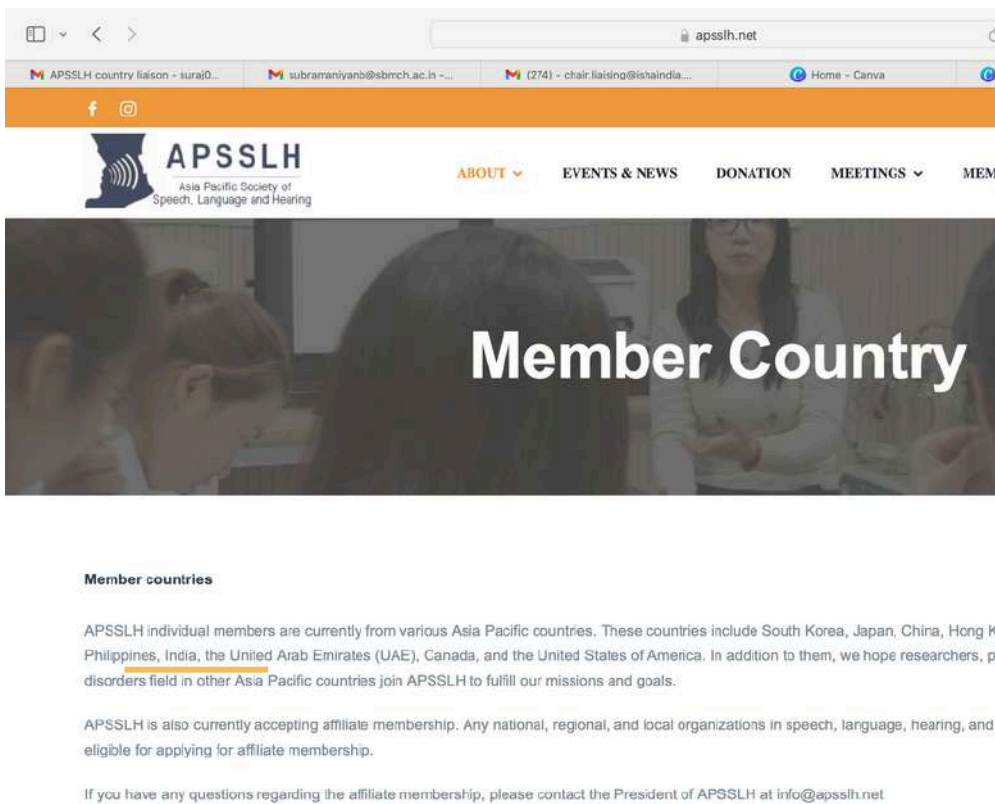 apsslh.net
APSSLH country liaison - suraj0...
subramaniyanb@sbmch.ac.in -...
(274) - chair.liaising@ishaindia...
Home - Canva
APSSLH
Asia Pacific Society of
Speech, Language and Hearing
ABOUT
EVENTS & NEWS
DONATION
MEETINGS
MEM
Member Country
Member countries
APSSLH individual members are currently from various Asia Pacific countries. These countries include South Korea, Japan, China, Hong K
Philippines, India, the United Arab Emirates (UAE), Canada, and the United States of America. In addition to them, we hope researchers, p
disorders field in other Asia Pacific countries join APSSLH to fulfill our missions and goals.
APSSLH is also currently accepting affiliate membership. Any national, regional, and local organizations in speech, language, hearing, and
eligible for applying for affiliate membership.
If you have any questions regarding the affiliate membership, please contact the President of APSSLH at info@apsslh.net